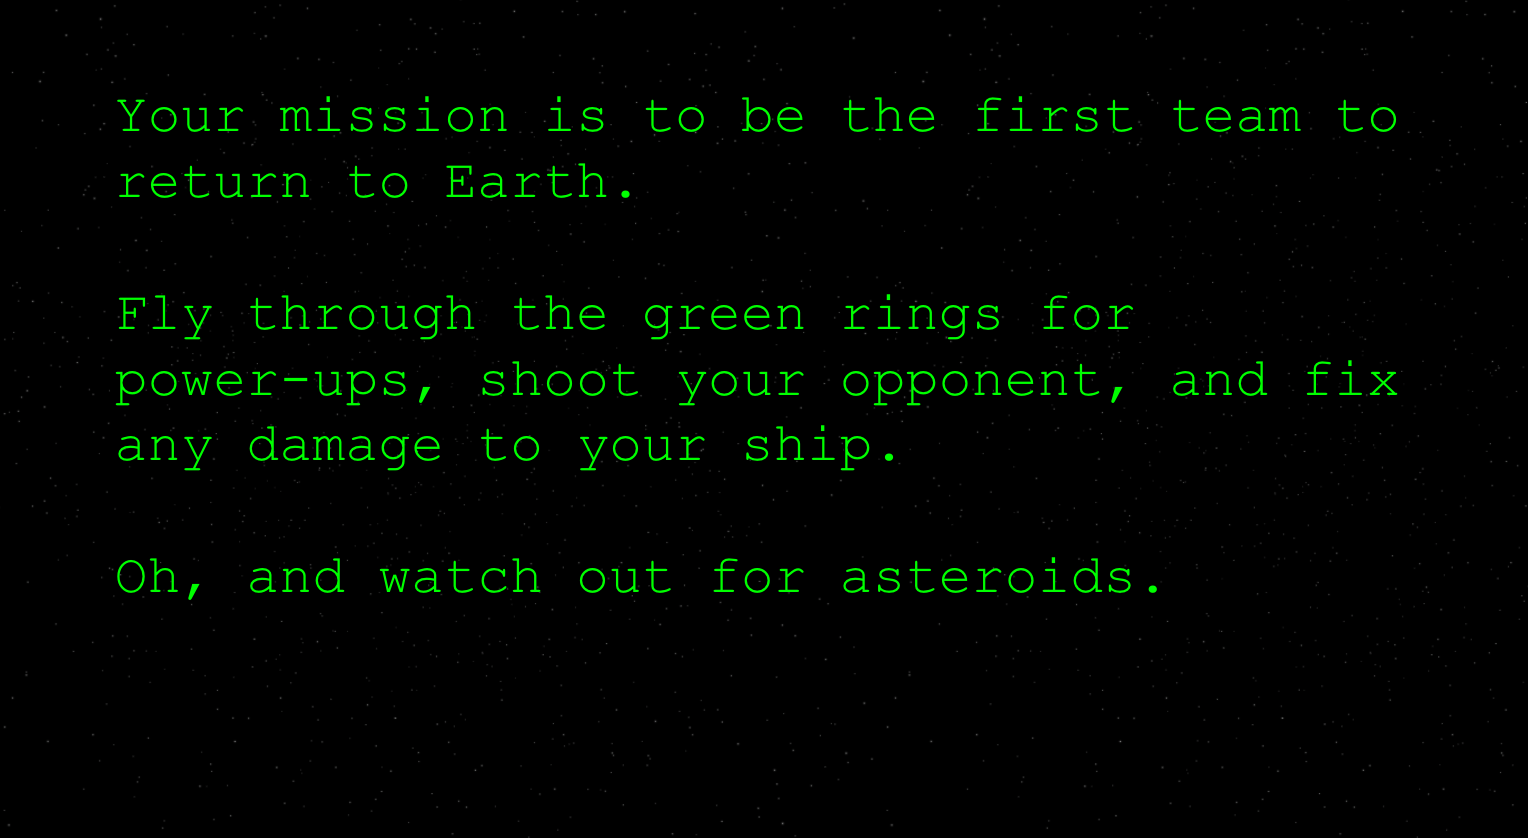 Your mission is to be the first team to
return to Earth.
Fly through the green rings for
power-ups, shoot your opponent, and fix
any damage to your ship.
Oh, and watch out for asteroids.